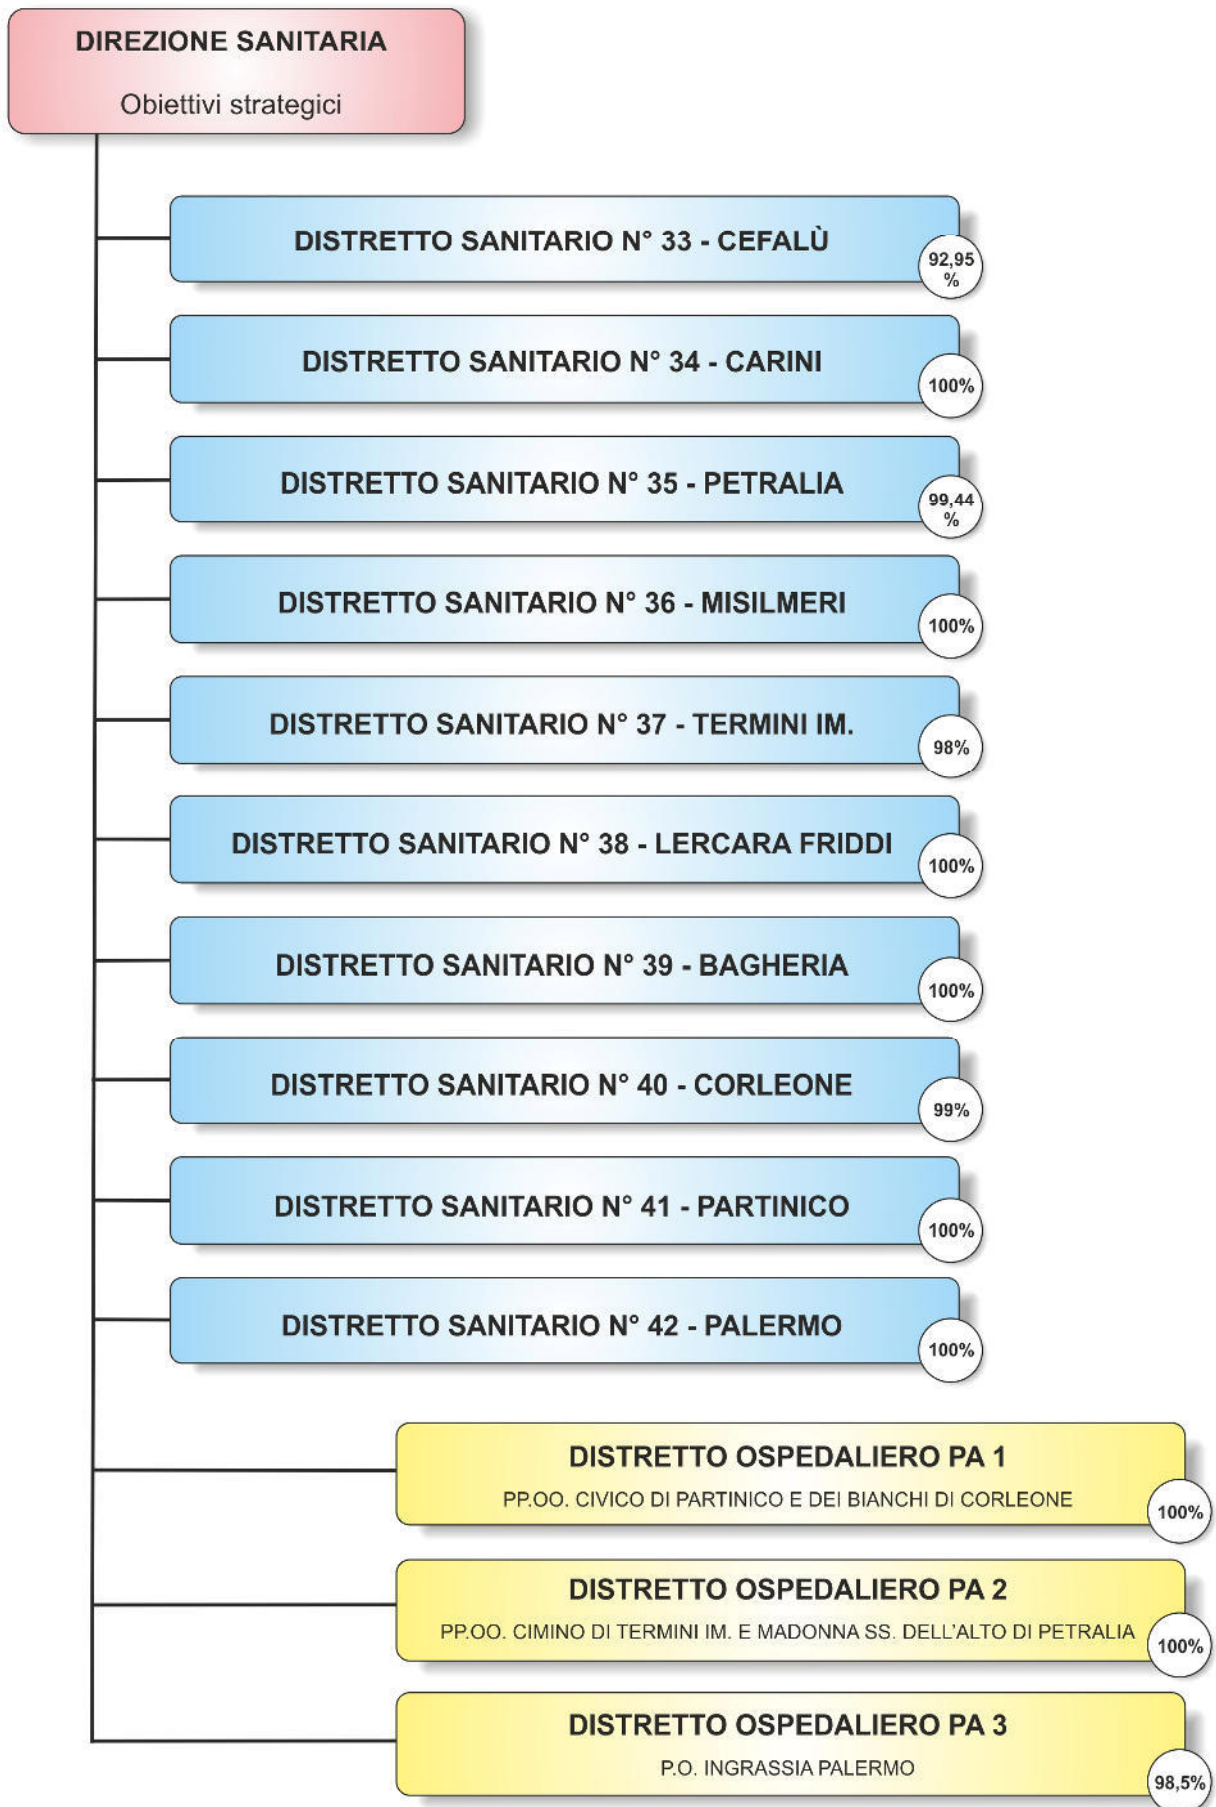 DIREZIONE SANITARIA
Obiettivi strategici
DISTRETTO SANITARIO N° 33 - CEFALÙ
92,95
%
DISTRETTO SANITARIO N° 34 - CARINI
100%
DISTRETTO SANITARIO N° 35 - PETRALIA
99,44
%
DISTRETTO SANITARIO N° 36 - MISILMERI
100%
DISTRETTO SANITARIO N° 37 - TERMINI IM.
98%
DISTRETTO SANITARIO N° 38 - LERCARA FRIDDI
100%
DISTRETTO SANITARIO N° 39 - BAGHERIA
100%
DISTRETTO SANITARIO N° 40 - CORLEONE
99%
DISTRETTO SANITARIO N° 41 - PARTINICO
100%
DISTRETTO SANITARIO N° 42 - PALERMO
100%
DISTRETTO OSPEDALIERO PA 1
PP.OO. CIVICO DI PARTINICO E DEI BIANCHI DI CORLEONE
100%
DISTRETTO OSPEDALIERO PA 2
PP.OO. CIMINO DI TERMINI IM. E MADONNA SS. DELL'ALTO DI PETRALIA
100%
DISTRETTO OSPEDALIERO PA 3
P.O. INGRASSIA PALERMO
98,5%